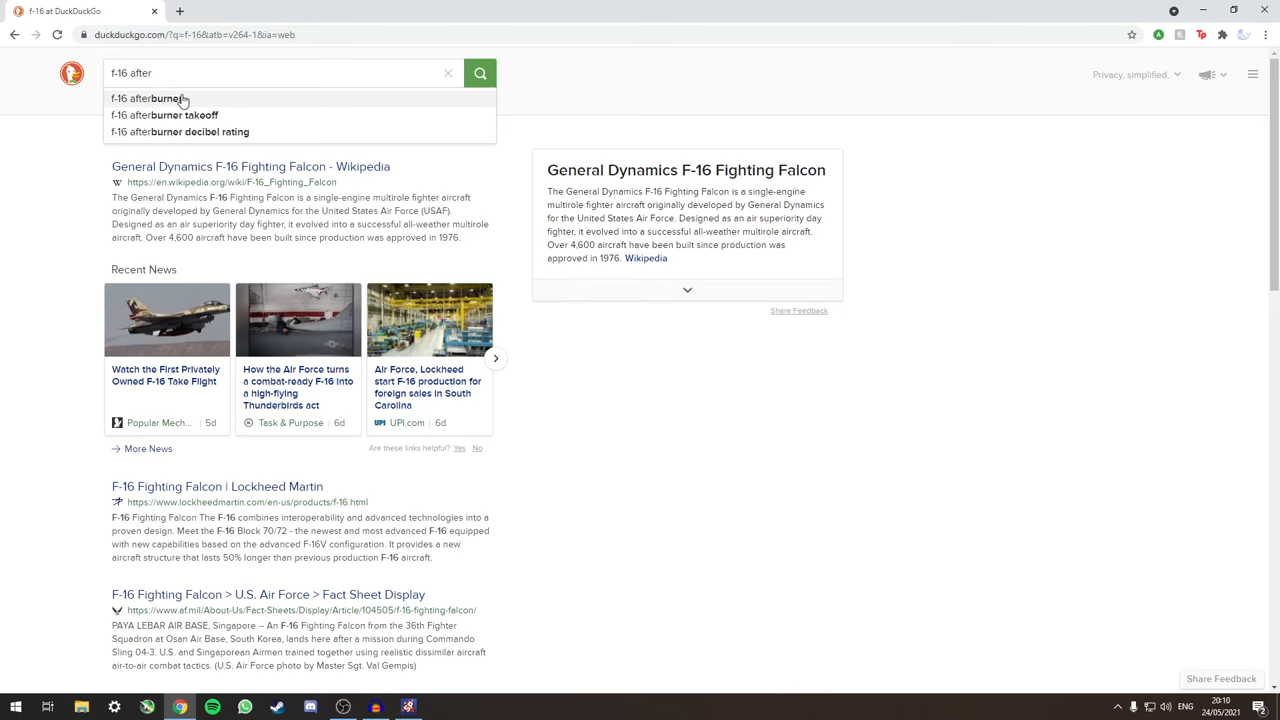 f-16 at DuckDuckGo
duckduckgo.com/?q=f-16&atb=v264-1&ia=web
f-16 after
Privacy, simplified.
f-16 afterburner
f-16 afterburner takeoff
f-16 afterburner decibel rating
General Dynamics F-16 Fighting Falcon - Wikipedia
https://en.wikipedia.org/wiki/F-16_Fighting_Falcon
The General Dynamics F-16 Fighting Falcon is a single-engine
multirole fighter aircraft originally developed by General
Dynamics for the United States Air Force (USAF).
Designed as an air superiority day fighter, it evolved into a successful all-weather multirole
aircraft. Over 4,600 aircraft have been built since production was approved in 1976.
General Dynamics F-16 Fighting Falcon
The General Dynamics F-16 Fighting Falcon is a single-engine
multirole fighter aircraft originally developed by General Dynamics
for the United States Air Force. Designed as an air superiority day
fighter, it evolved into a successful all-weather multirole aircraft.
Over 4,600 aircraft have been built since production was
approved in 1976. Wikipedia
Share Feedback
Recent News
Watch the First Privately
Owned F-16 Take Flight
Popular Mech... 5d
How the Air Force turns
a combat-ready F-16 into
a high-flying
Thunderbirds act
Task & Purpose 6d
Air Force, Lockheed
start F-16 production for
foreign sales in South
Carolina
UPI UPI.com 6d
More News
Are these links helpful? Yes No
F-16 Fighting Falcon | Lockheed Martin
https://www.lockheedmartin.com/en-us/products/f-16.html
F-16 Fighting Falcon The F-16 combines interoperability and advanced technologies into a
proven design. Meet the F-16 Block 70/72 - the newest and most advanced F-16 equipped
with new capabilities based on the advanced F-16V configuration. It provides a new
aircraft structure that lasts 50% longer than previous production F-16 aircraft.
F-16 Fighting Falcon > U.S. Air Force > Fact Sheet Display
https://www.af.mil/About-Us/Fact-Sheets/Display/Article/104505/f-16-fighting-falcon/
PAYA LEBAR AIR BASE, Singapore -- An F-16 Fighting Falcon from the 36th Fighter
Squadron at Osan Air Base, South Korea, lands here after a mission during Commando
Sling 04-3. U.S. and Singaporean Airmen trained together using realistic dissimilar aircraft
air-to-air combat tactics. (U.S. Air Force photo by Master Sgt. Val Gempis)
Share Feedback
ENG
20:10
24/05/2021
2